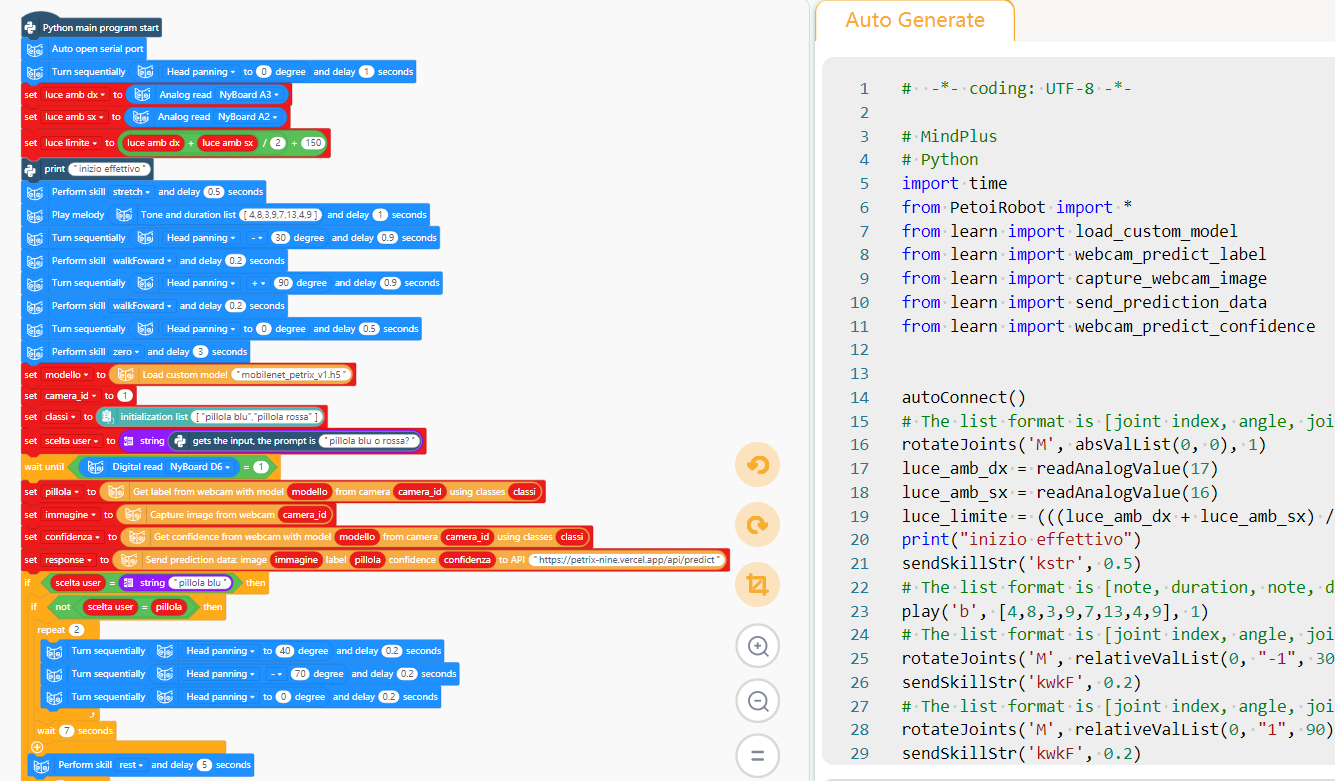 Python main program start
Auto open serial port
Turn sequentially Head panning to 0 degree and delay 1 seconds
set luce amb dx to Analog read NyBoard A3
set luce amb sx to Analog read NyBoard A2
set luce limite to luce amb dx + luce amb sx / 2 + 150
print "inizio effettivo"
Perform skill stretch and delay 0.5 seconds
Play melody Tone and duration list [ 4,8,3,9,7,13,4,9 ] and delay 1 seconds
Turn sequentially Head panning - 30 degree and delay 0.9 seconds
Perform skill walkFoward and delay 0.2 seconds
Turn sequentially Head panning + 90 degree and delay 0.9 seconds
Perform skill walkFoward and delay 0.2 seconds
Turn sequentially Head panning to 0 degree and delay 0.5 seconds
Perform skill zero and delay 3 seconds
set modello to Load custom model "mobilenet_petrix_v1.h5"
set camera_id to 1
set classi to initialization list [ "pillola blu","pillola rossa" ]
set scelta user to string gets the input, the prompt is "pillola blu o rossa?"
wait until Digital read NyBoard D6 = 1
set pillola to Get label from webcam with model modello from camera camera_id using classes classi
set immagine to Capture image from webcam camera_id
set confidenza to Get confidence from webcam with model modello from camera camera_id using classes classi
set response to Send prediction data: image immagine label pillola confidence confidenza to API "https://petrix-nine.vercel.app/api/predict"
if scelta user = string "pillola blu" then
if not scelta user = pillola then
repeat 2
Turn sequentially Head panning to 40 degree and delay 0.2 seconds
Turn sequentially Head panning - 70 degree and delay 0.2 seconds
Turn sequentially Head panning to 0 degree and delay 0.2 seconds
wait 7 seconds
Perform skill rest and delay 5 seconds
Auto Generate
1 # -*- coding: UTF-8 -*-
2
3 # MindPlus
4 # Python
5 import time
6 from PetoiRobot import *
7 from learn import load_custom_model
8 from learn import webcam_predict_label
9 from learn import capture_webcam_image
10 from learn import send_prediction_data
11 from learn import webcam_predict_confidence
12
13
14 autoConnect()
15 # The list format is [joint index, angle, joi
16 rotateJoints('M', absValList(0, 0), 1)
17 luce_amb_dx = readAnalogValue(17)
18 luce_amb_sx = readAnalogValue(16)
19 luce_limite = (((luce_amb_dx + luce_amb_sx) /
20 print("inizio effettivo")
21 sendSkillStr('kstr', 0.5)
22 # The list format is [note, duration, note, d
23 play('b', [4,8,3,9,7,13,4,9], 1)
24 # The list format is [joint index, angle, joi
25 rotateJoints('M', relativeValList(0, "-1", 30
26 sendSkillStr('kwkF', 0.2)
27 # The list format is [joint index, angle, joi
28 rotateJoints('M', relativeValList(0, "1", 90)
29 sendSkillStr('kwkF', 0.2)